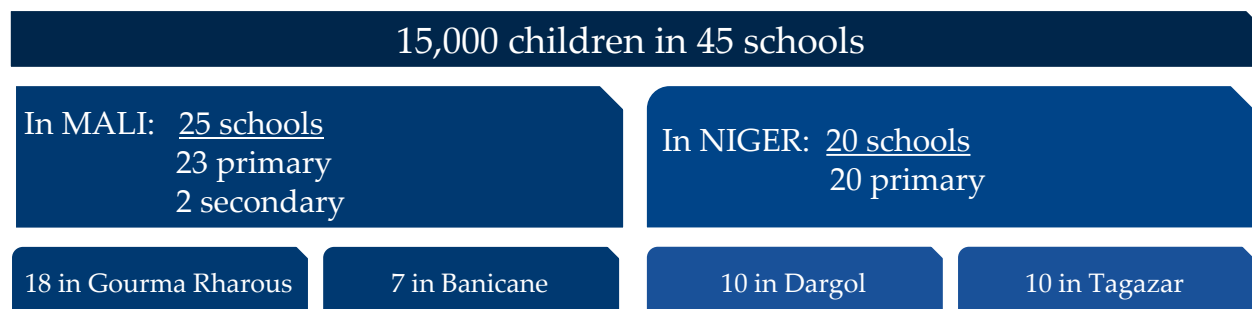 15,000 children in 45 schools
In MALI: 25 schools
23 primary
2 secondary
In NIGER: 20 schools
20 primary
18 in Gourma Rharous
7 in Banicane
10 in Dargol
10 in Tagazar